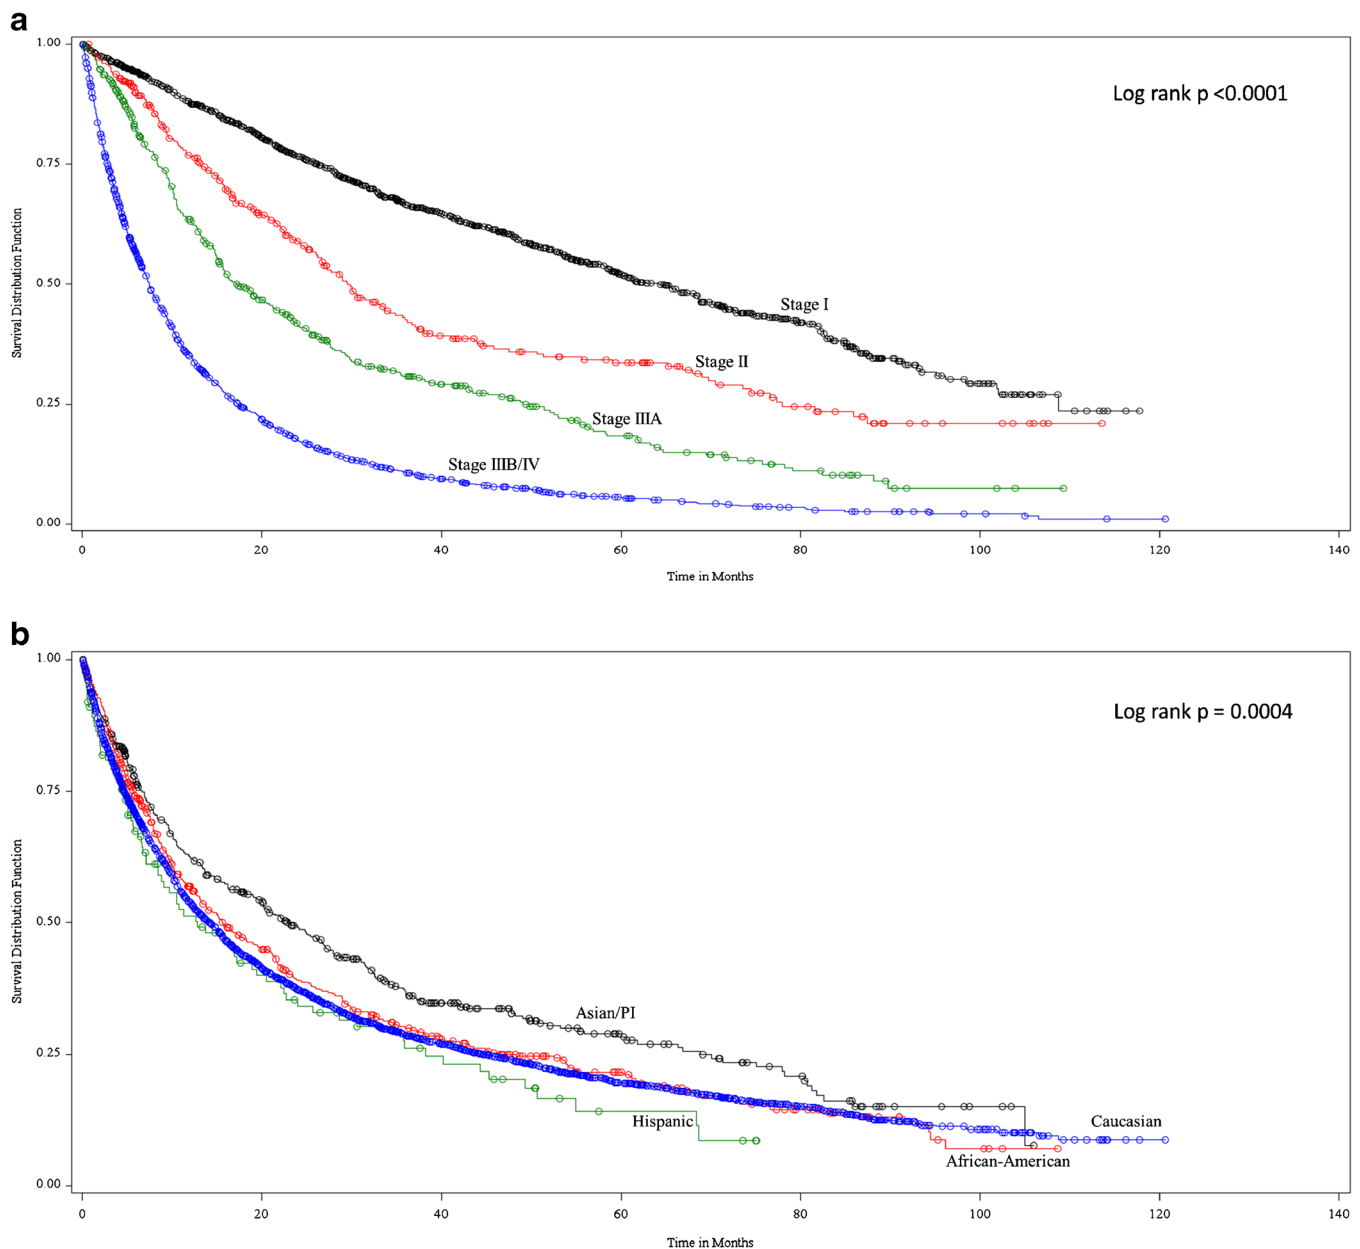 a
1.00
Log rank p <0.0001
0.75
Survival Distribution Function
0.50
Stage I
Stage II
0.25
Stage IIIA
Stage IIIB/IV
0.00
0 20 40 60 80 100 120 140
Time in Months
b
1.00
Log rank p = 0.0004
0.75
Survival Distribution Function
0.50
Asian/PI
0.25
Hispanic
Caucasian
African-American
0.00
0 20 40 60 80 100 120 140
Time in Months